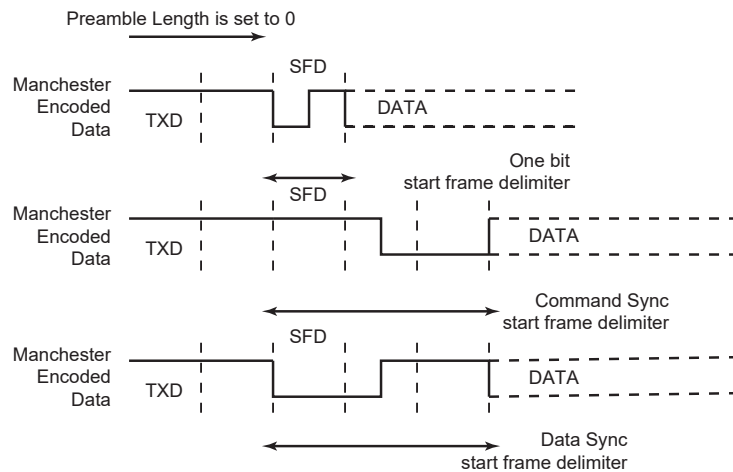 Preamble Length is set to 0
SFD
Manchester
Encoded
Data
TXD
DATA
One bit
start frame delimiter
SFD
Manchester
Encoded
Data
TXD
DATA
Command Sync
start frame delimiter
SFD
Manchester
Encoded
Data
TXD
DATA
Data Sync
start frame delimiter